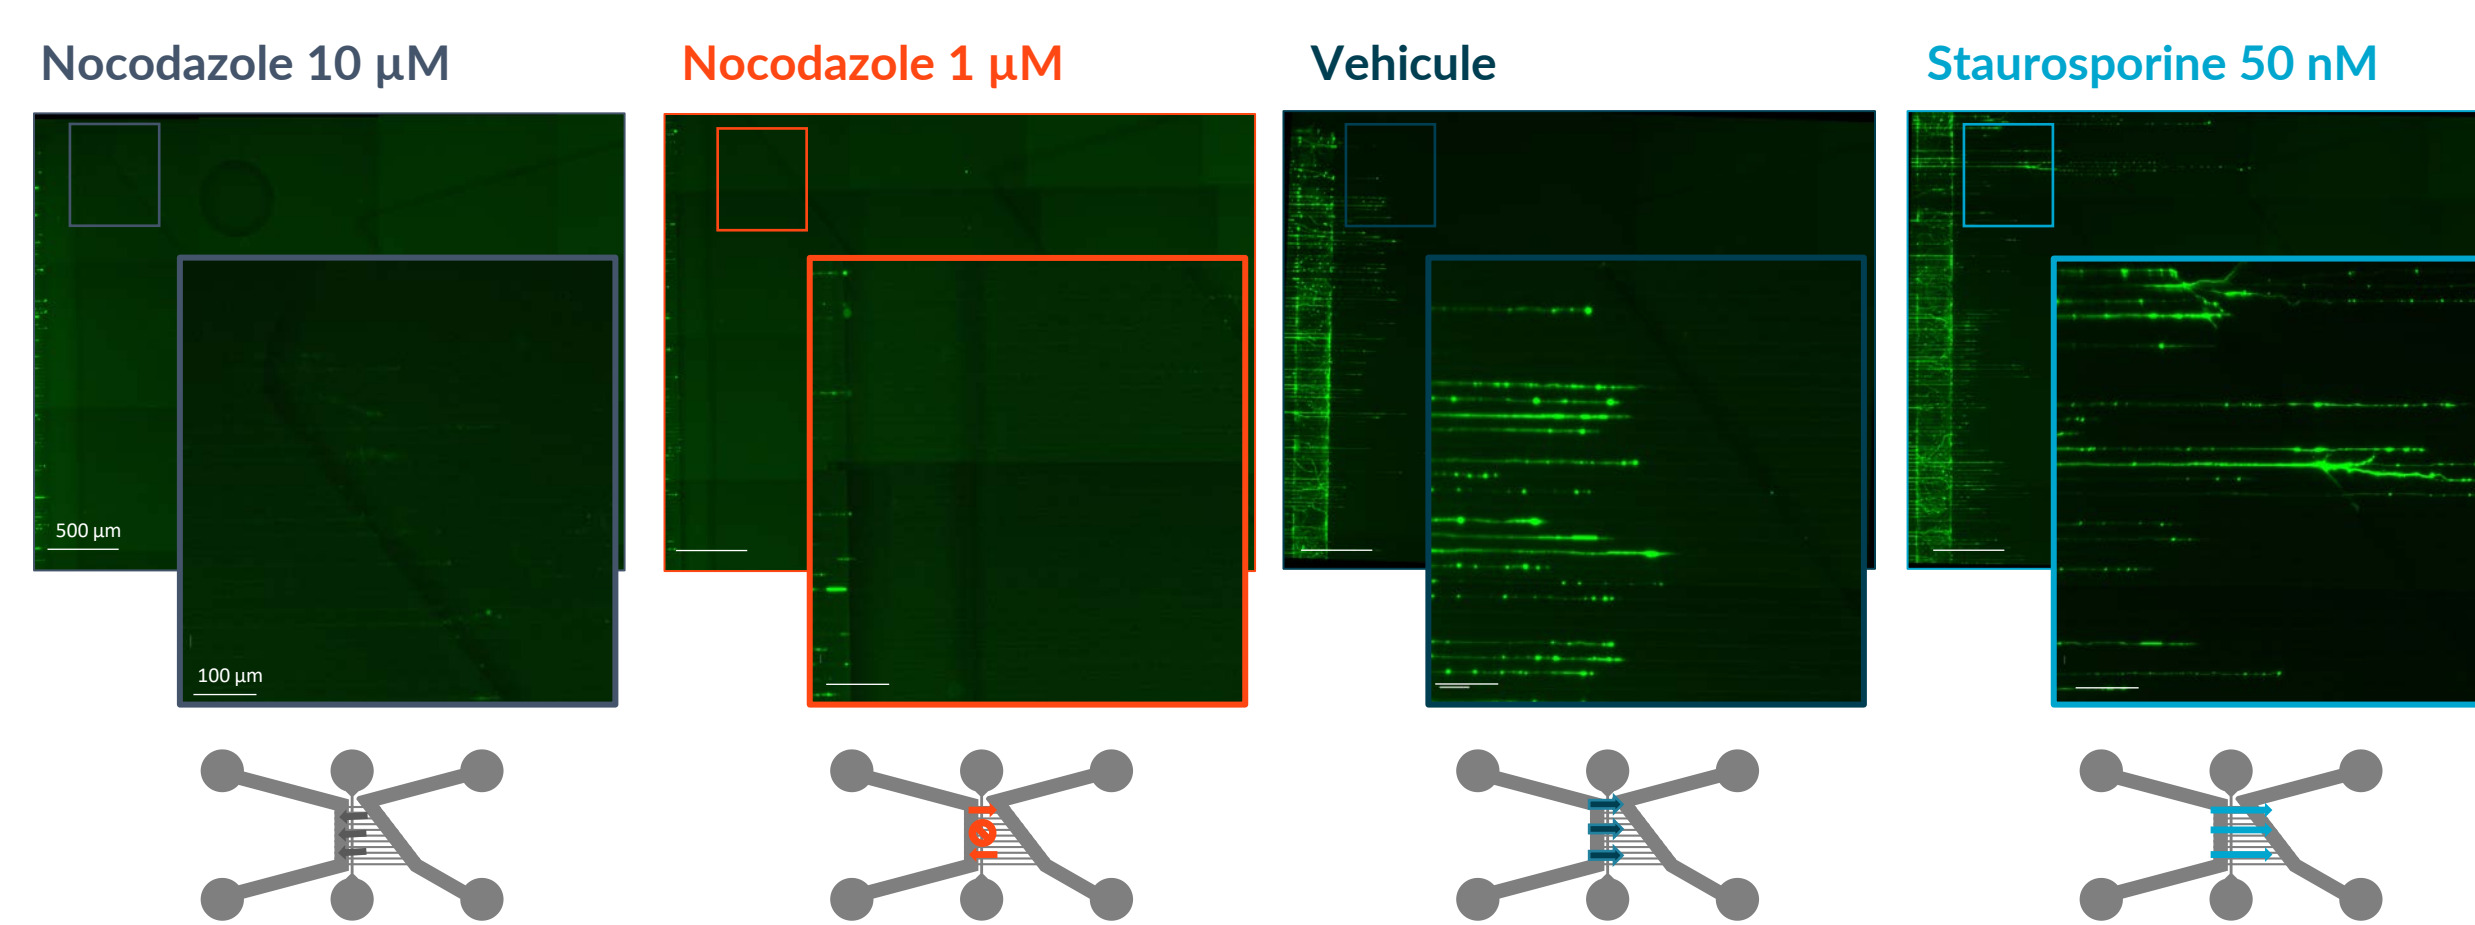 Nocodazole 10 µM
Nocodazole 1 µM
Vehicule
Staurosporine 50 nM
500 µm
100 µm